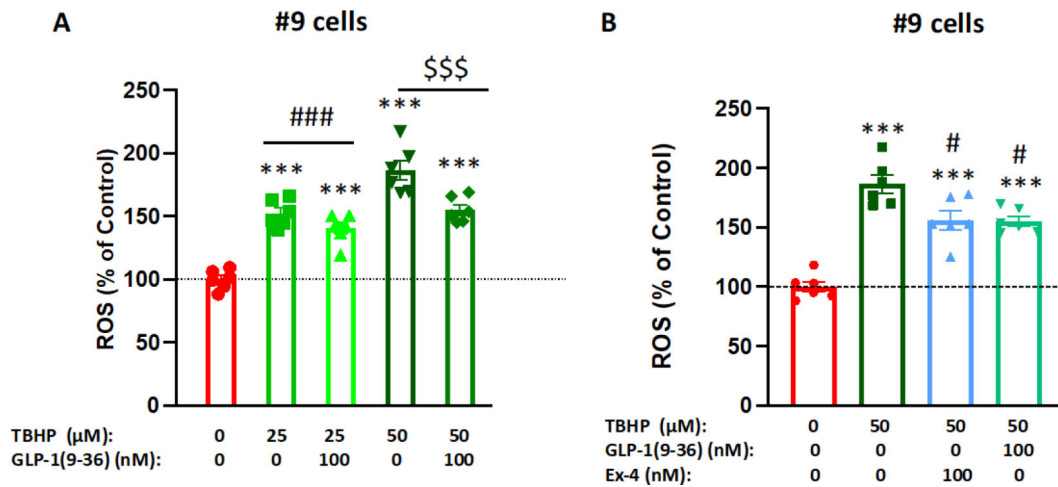 A
#9 cells
$$$
###
***
***
***
***
250
200
150
100
50
0
ROS (% of Control)
TBHP (μM): 0 25 25 50 50
GLP-1(9-36) (nM): 0 0 100 0 100
B
#9 cells
***
#
***
#
***
250
200
150
100
50
0
ROS (% of Control)
TBHP (μM): 0 50 50 50
GLP-1(9-36) (nM): 0 0 0 100
Ex-4 (nM): 0 0 100 0